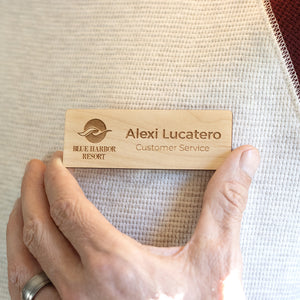 Alexi Lucatero
Customer Service
BLUE HARBOR
RESORT